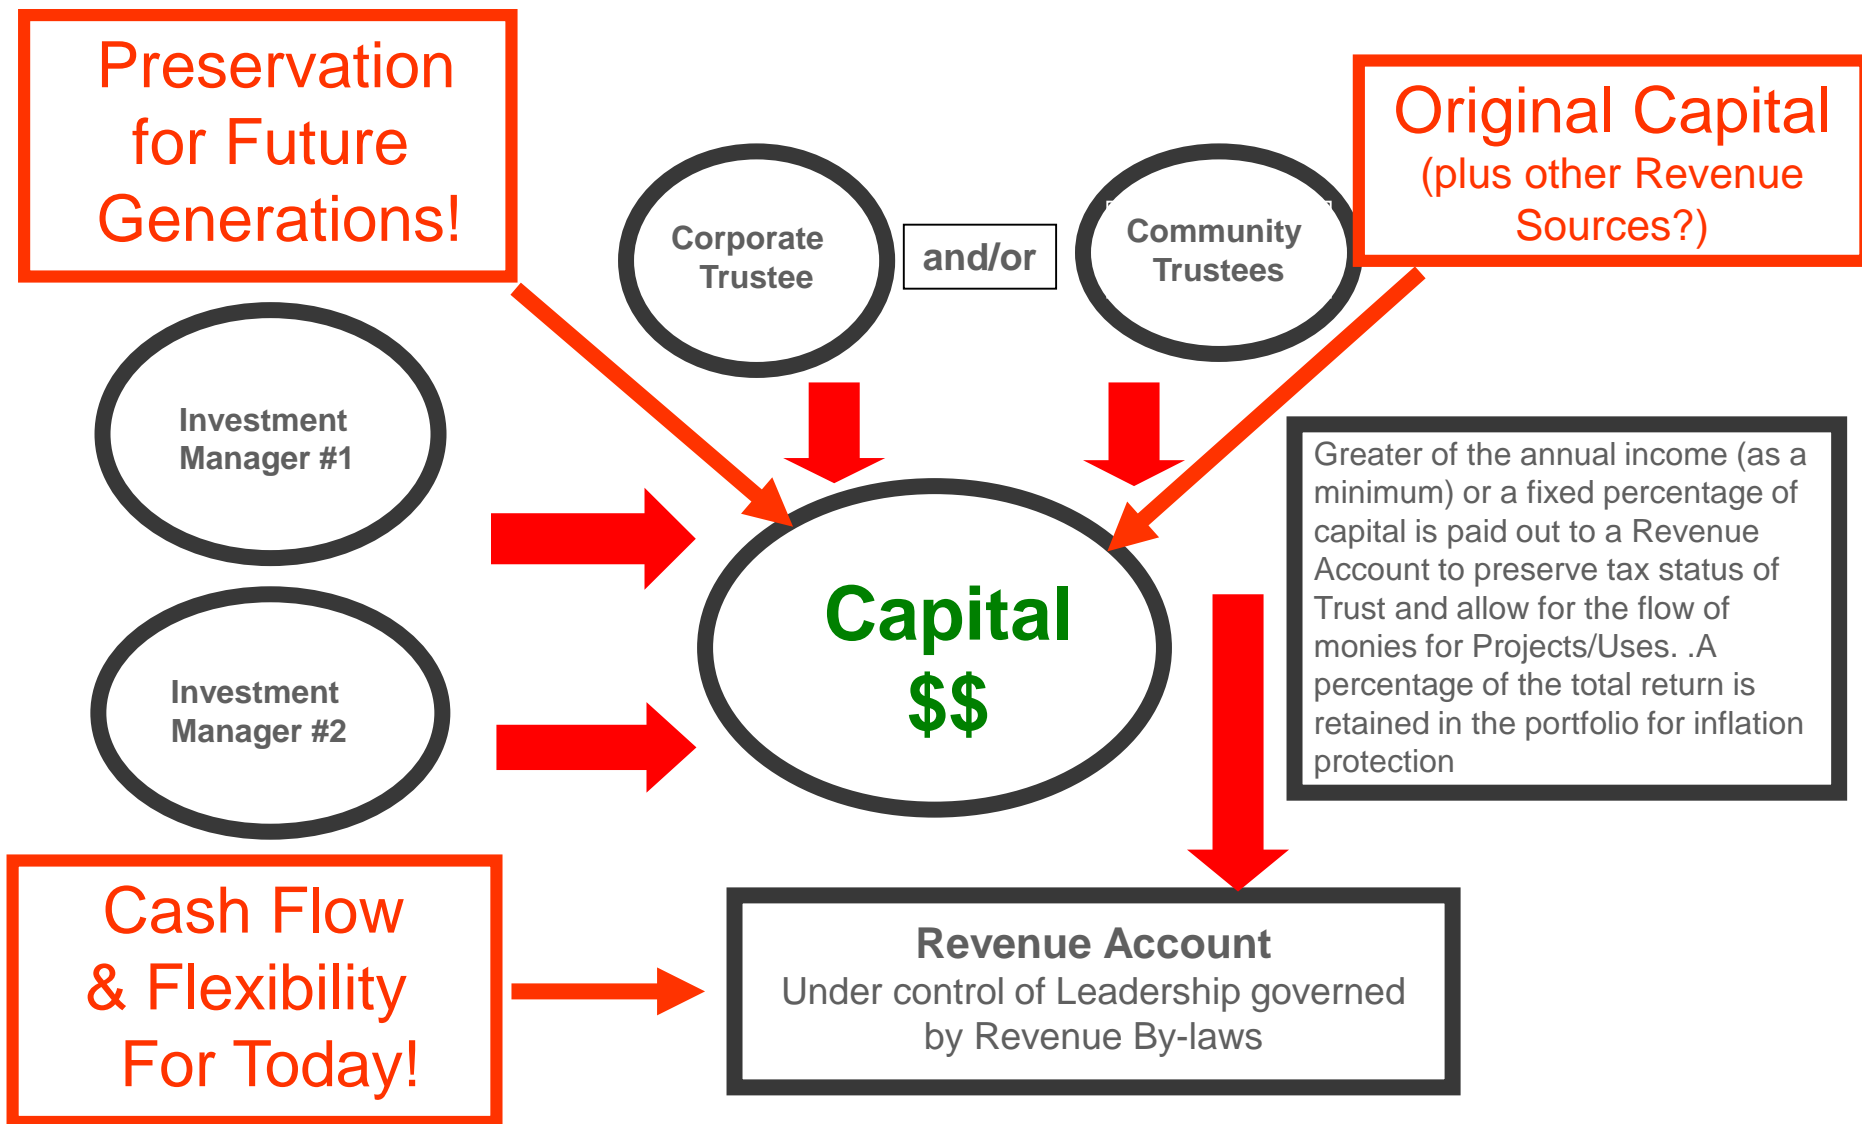 Preservation
for Future
Generations!
Original Capital
(plus other Revenue
Sources?)
Corporate
Trustee
and/or
Community
Trustees
Investment
Manager #1
Greater of the annual income (as a
minimum) or a fixed percentage of
capital is paid out to a Revenue
Account to preserve tax status of
Trust and allow for the flow of
monies for Projects/Uses. .A
percentage of the total return is
retained in the portfolio for inflation
protection
Capital
$$
Investment
Manager #2
Cash Flow
& Flexibility
For Today!
Revenue Account
Under control of Leadership governed
by Revenue By-laws